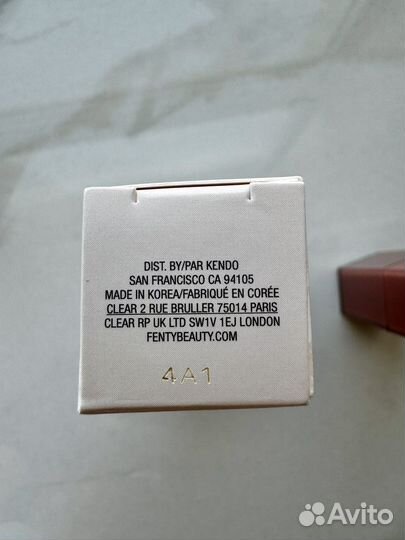 DIST. BY/PAR KENDO
SAN FRANCISCO CA 94105
MADE IN KOREA/FABRIQUÉ EN CORÉE
CLEAR 2 RUE BRULLER 75014 PARIS
CLEAR RP UK LTD SW1V 1EJ LONDON
FENTYBEAUTY.COM
4A1
Avito